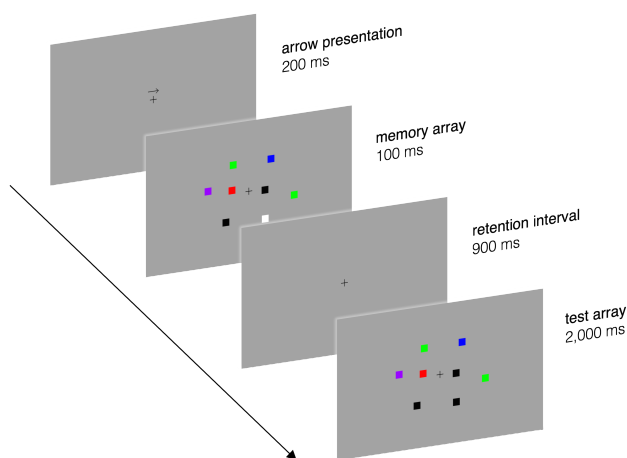 arrow presentation
200 ms
memory array
100 ms
retention interval
900 ms
test array
2,000 ms